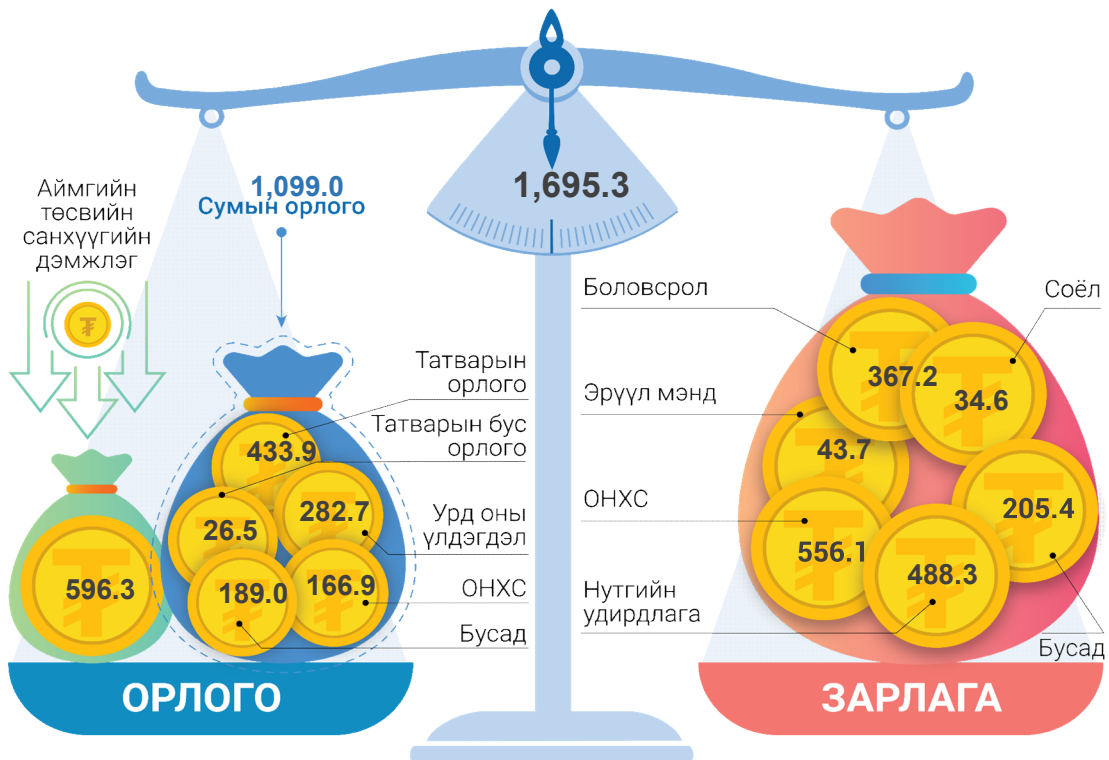 1,695.3
1,099.0
Сумын орлого
Аймгийн
төсвийн
санхүүгийн
дэмжлэг
Татварын
орлого
433.9
Татварын бус
орлого
26.5
Урд оны
үлдэгдэл
282.7
ОНХС
166.9
Бусад
189.0
596.3
ОРЛОГО
Боловсрол
367.2
Соёл
34.6
Эрүүл мэнд
43.7
ОНХС
556.1
Нутгийн
удирдлага
488.3
205.4
Бусад
ЗАРЛАГА